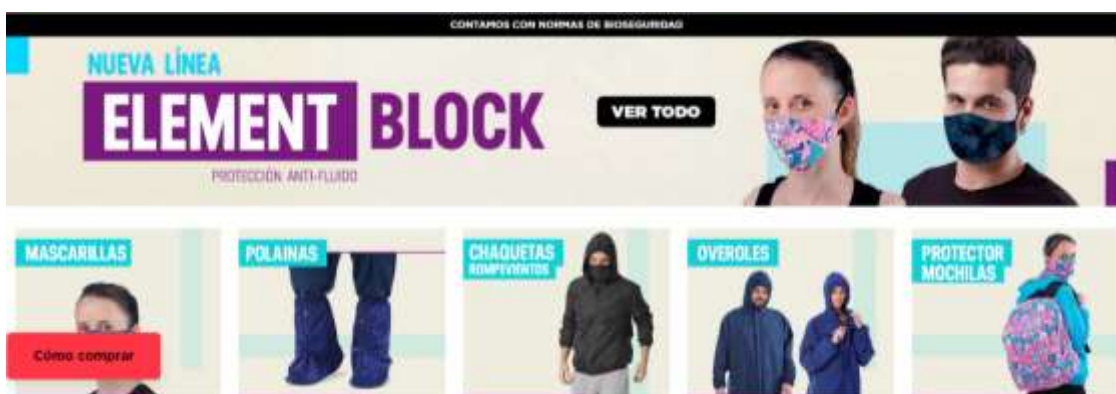 CONTAMOS CON NORMAS DE BIOSEGURIDAD
NUEVA LÍNEA
ELEMENT BLOCK
PROTECCIÓN ANTI-FLUIDO
VER TODO
MASCARILLAS
POLAINAS
CHAQUETAS
ROMPEVIENTOS
OVEROLES
PROTECTOR
MOCHILAS
Cómo comprar